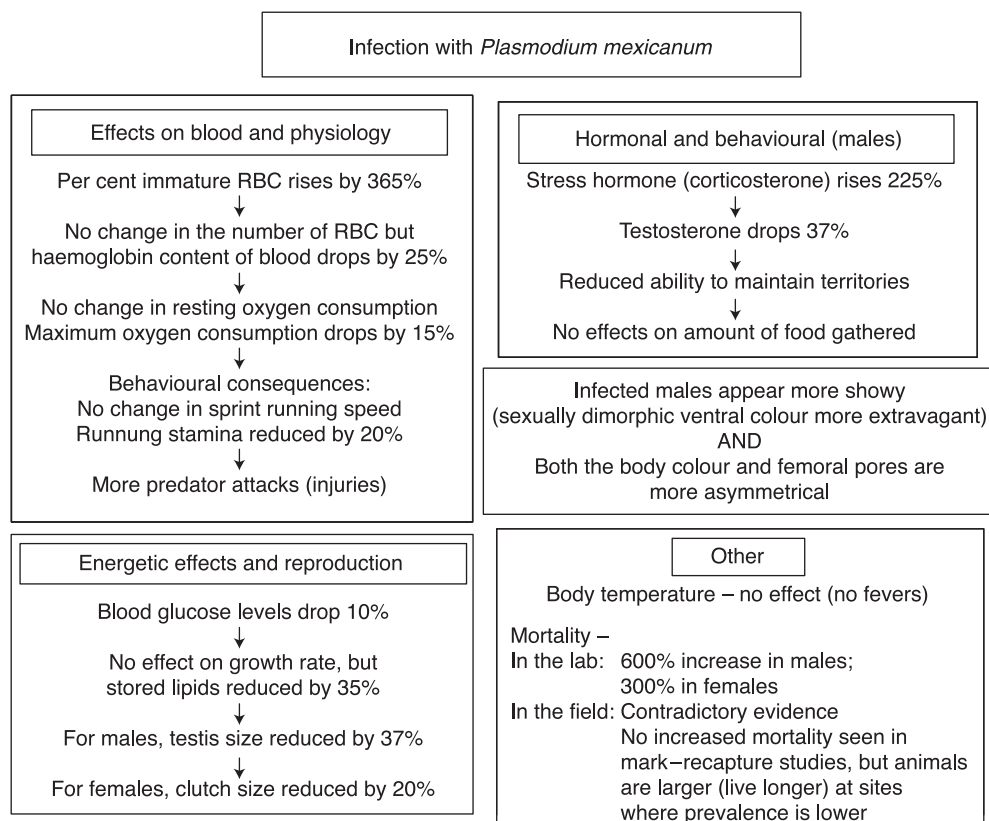 Infection with Plasmodium mexicanum
Effects on blood and physiology
Per cent immature RBC rises by 365%
No change in the number of RBC but
haemoglobin content of blood drops by 25%
No change in resting oxygen consumption
Maximum oxygen consumption drops by 15%
Behavioural consequences:
No change in sprint running speed
Runnung stamina reduced by 20%
More predator attacks (injuries)
Hormonal and behavioural (males)
Stress hormone (corticosterone) rises 225%
Testosterone drops 37%
Reduced ability to maintain territories
No effects on amount of food gathered
Infected males appear more showy
(sexually dimorphic ventral colour more extravagant)
AND
Both the body colour and femoral pores are
more asymmetrical
Energetic effects and reproduction
Blood glucose levels drop 10%
No effect on growth rate, but
stored lipids reduced by 35%
For males, testis size reduced by 37%
For females, clutch size reduced by 20%
Other
Body temperature – no effect (no fevers)
Mortality –
In the lab: 600% increase in males;
300% in females
In the field: Contradictory evidence
No increased mortality seen in
mark–recapture studies, but animals
are larger (live longer) at sites
where prevalence is lower